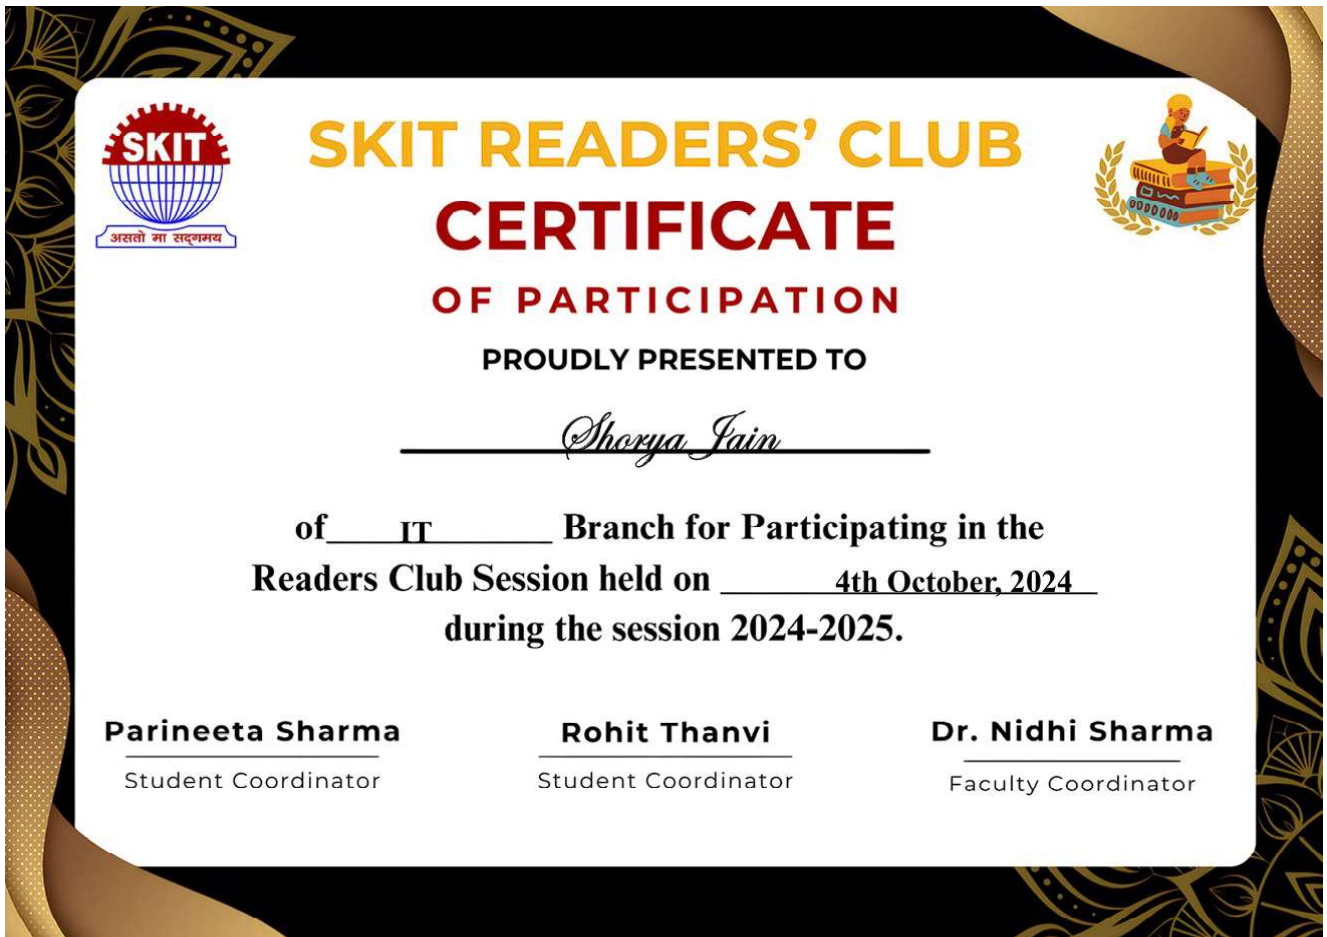 SKIT
असतो मा सद्गमय
SKIT READERS' CLUB
CERTIFICATE
OF PARTICIPATION
PROUDLY PRESENTED TO
Shorya Jain
of IT Branch for Participating in the
Readers Club Session held on 4th October, 2024
during the session 2024-2025.
Parineeta Sharma
Student Coordinator
Rohit Thanvi
Student Coordinator
Dr. Nidhi Sharma
Faculty Coordinator